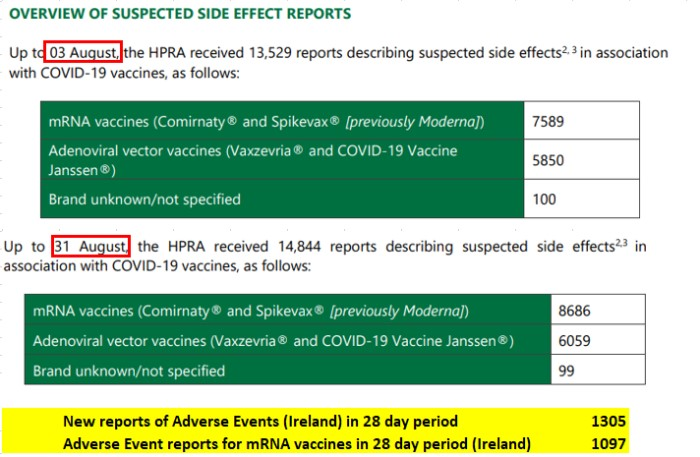 OVERVIEW OF SUSPECTED SIDE EFFECT REPORTS
Up to 03 August, the HPRA received 13,529 reports describing suspected side effects2, 3 in association
with COVID-19 vaccines, as follows:
mRNA vaccines (Comirnaty® and Spikevax® [previously Moderna]) 7589
Adenoviral vector vaccines (Vaxzevria® and COVID-19 Vaccine
Janssen®) 5850
Brand unknown/not specified 100
Up to 31 August, the HPRA received 14,844 reports describing suspected side effects2,3 in
association with COVID-19 vaccines, as follows:
mRNA vaccines (Comirnaty® and Spikevax® [previously Moderna]) 8686
Adenoviral vector vaccines (Vaxzevria® and COVID-19 Vaccine Janssen®) 6059
Brand unknown/not specified 99
New reports of Adverse Events (Ireland) in 28 day period 1305
Adverse Event reports for mRNA vaccines in 28 day period (Ireland) 1097